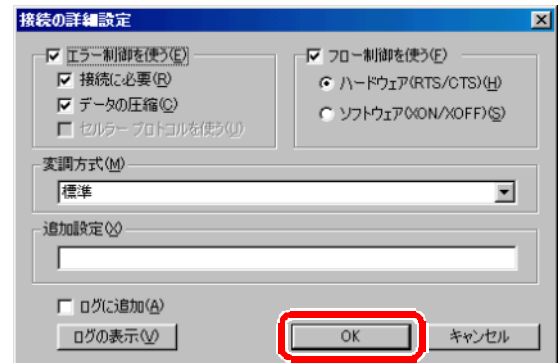 接続の詳細設定
エラー制御を使う(E)
接続に必要(R)
データの圧縮(C)
セルラー プロトコルを使う(U)
フロー制御を使う(F)
ハードウェア(RTS/CTS)(H)
ソフトウェア(XON/XOFF)(S)
変調方式(M)
標準
追加設定(X)
ログに追加(A)
ログの表示(V)
OK
キャンセル